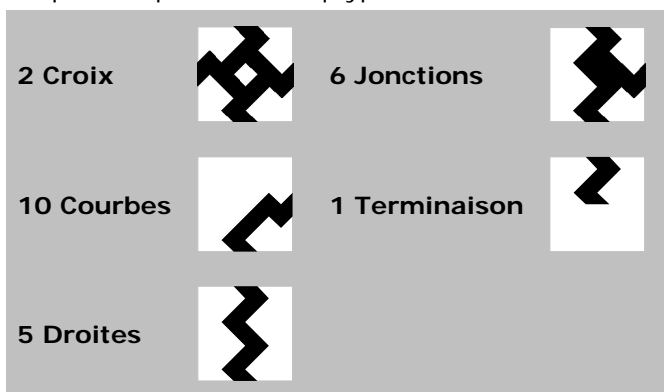 2 Croix
6 Jonctions
10 Courbes
1 Terminaison
5 Droites